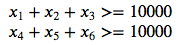 x₁ + x₂ + x₃ >= 10000
x₄ + x₅ + x₆ >= 10000